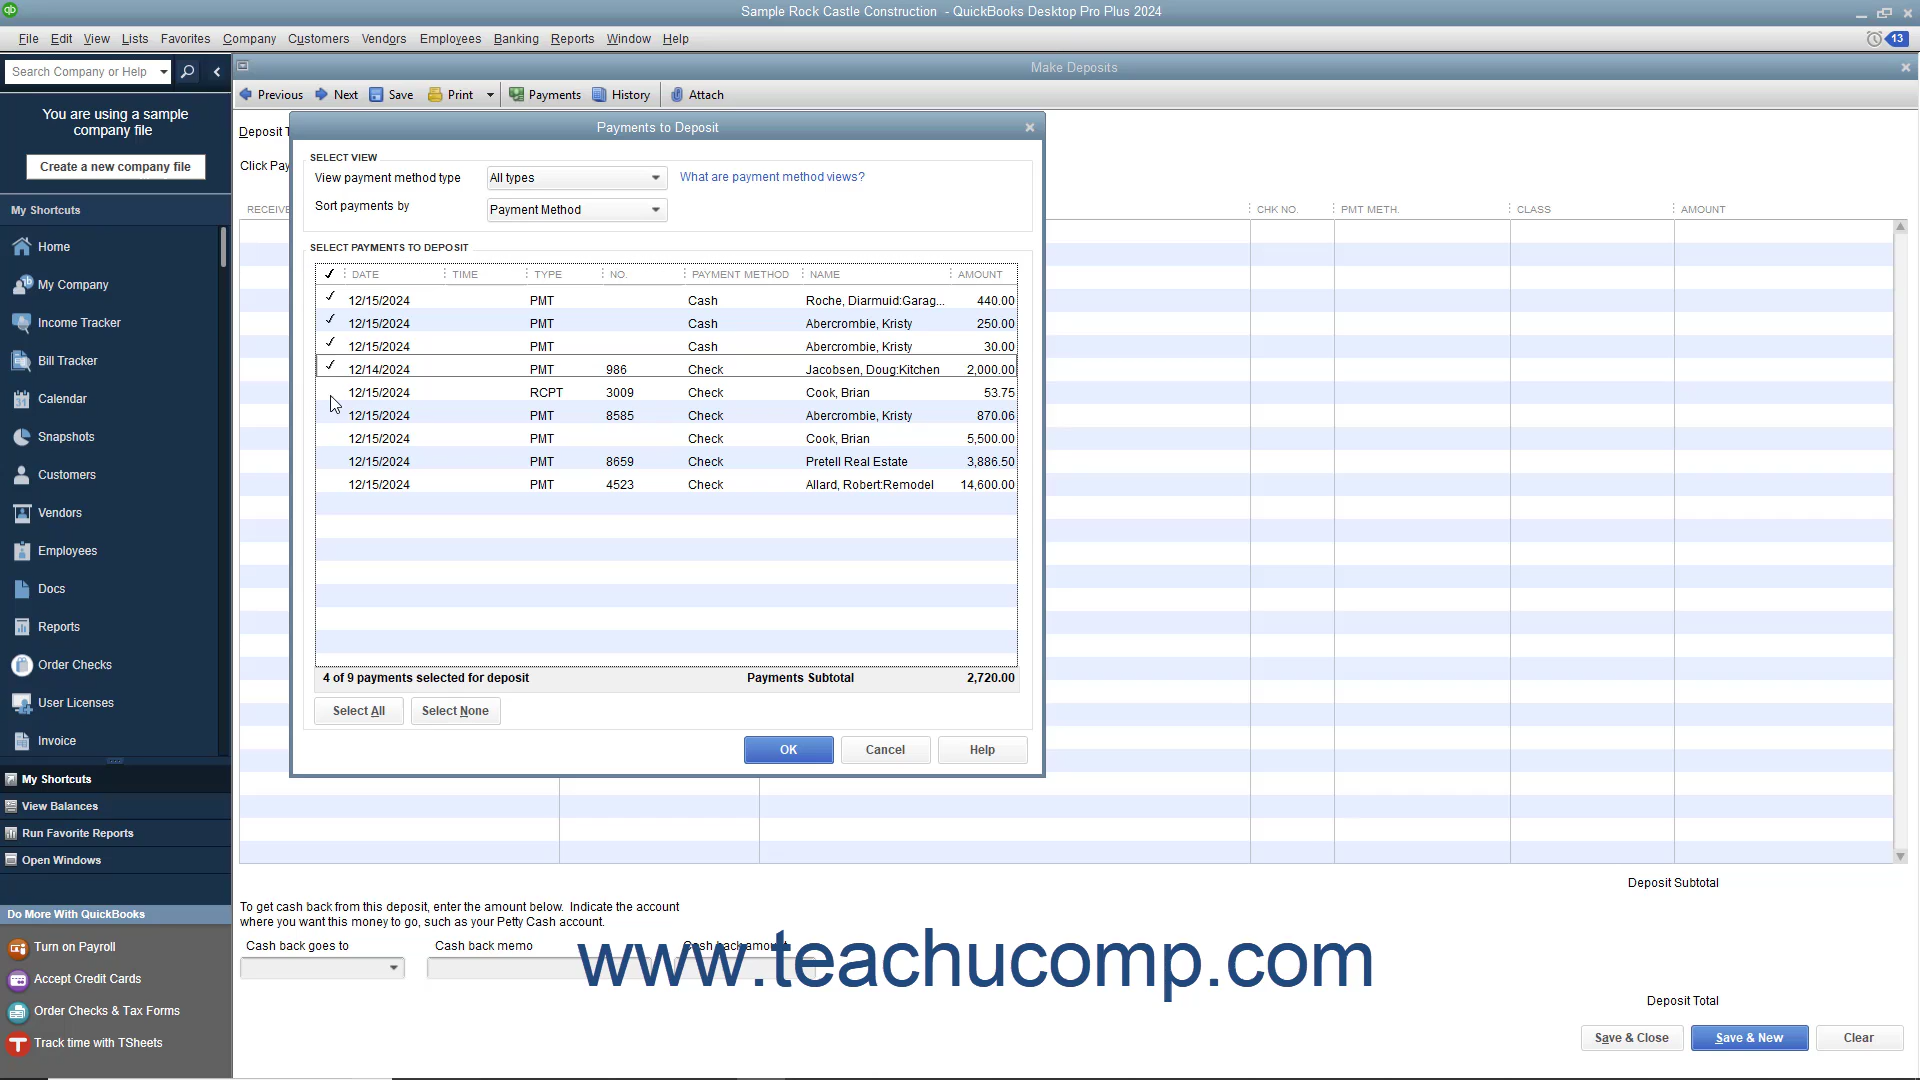 Sample Rock Castle Construction - QuickBooks Desktop Pro Plus 2024
File Edit View Lists Favorites Company Customers Vendors Employees Banking Reports Window Help
13
Search Company or Help
Make Deposits
Previous Next Save Print Payments History Attach
You are using a sample
company file
Create a new company file
My Shortcuts
Home
My Company
Income Tracker
Bill Tracker
Calendar
Snapshots
Customers
Vendors
Employees
Docs
Reports
Order Checks
User Licenses
Invoice
My Shortcuts
View Balances
Run Favorite Reports
Open Windows
Do More With QuickBooks
Turn on Payroll
Accept Credit Cards
Order Checks & Tax Forms
Track time with TSheets
Deposit
Click Pay
RECEIVE
CHK NO. PMT METH. CLASS AMOUNT
Payments to Deposit
SELECT VIEW
View payment method type All types What are payment method views?
Sort payments by Payment Method
SELECT PAYMENTS TO DEPOSIT
✓ DATE TIME TYPE NO. PAYMENT METHOD NAME AMOUNT
✓ 12/15/2024 PMT Cash Roche, Diarmuid:Garag... 440.00
✓ 12/15/2024 PMT Cash Abercrombie, Kristy 250.00
✓ 12/15/2024 PMT Cash Abercrombie, Kristy 30.00
✓ 12/14/2024 PMT 986 Check Jacobsen, Doug:Kitchen 2,000.00
12/15/2024 RCPT 3009 Check Cook, Brian 53.75
12/15/2024 PMT 8585 Check Abercrombie, Kristy 870.06
12/15/2024 PMT Check Cook, Brian 5,500.00
12/15/2024 PMT 8659 Check Pretell Real Estate 3,886.50
12/15/2024 PMT 4523 Check Allard, Robert:Remodel 14,600.00
4 of 9 payments selected for deposit Payments Subtotal 2,720.00
Select All Select None
OK Cancel Help
Deposit Subtotal
To get cash back from this deposit, enter the amount below. Indicate the account
where you want this money to go, such as your Petty Cash account.
Cash back goes to Cash back memo Cash back amount
www.teachucomp.com
Deposit Total
Save & Close Save & New Clear